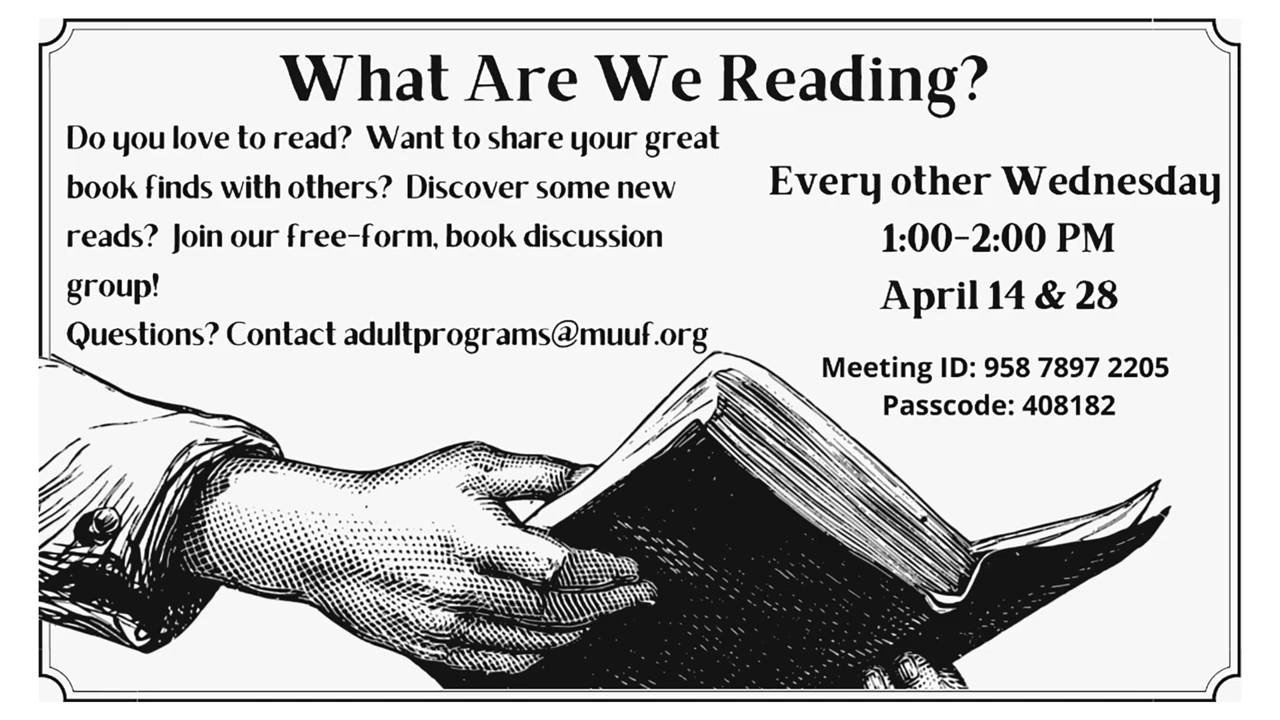 What Are We Reading?
Do you love to read? Want to share your great
book finds with others? Discover some new
reads? Join our free-form, book discussion
group!
Questions? Contact adultprograms@muuf.org
Every other Wednesday
1:00-2:00 PM
April 14 & 28
Meeting ID: 958 7897 2205
Passcode: 408182